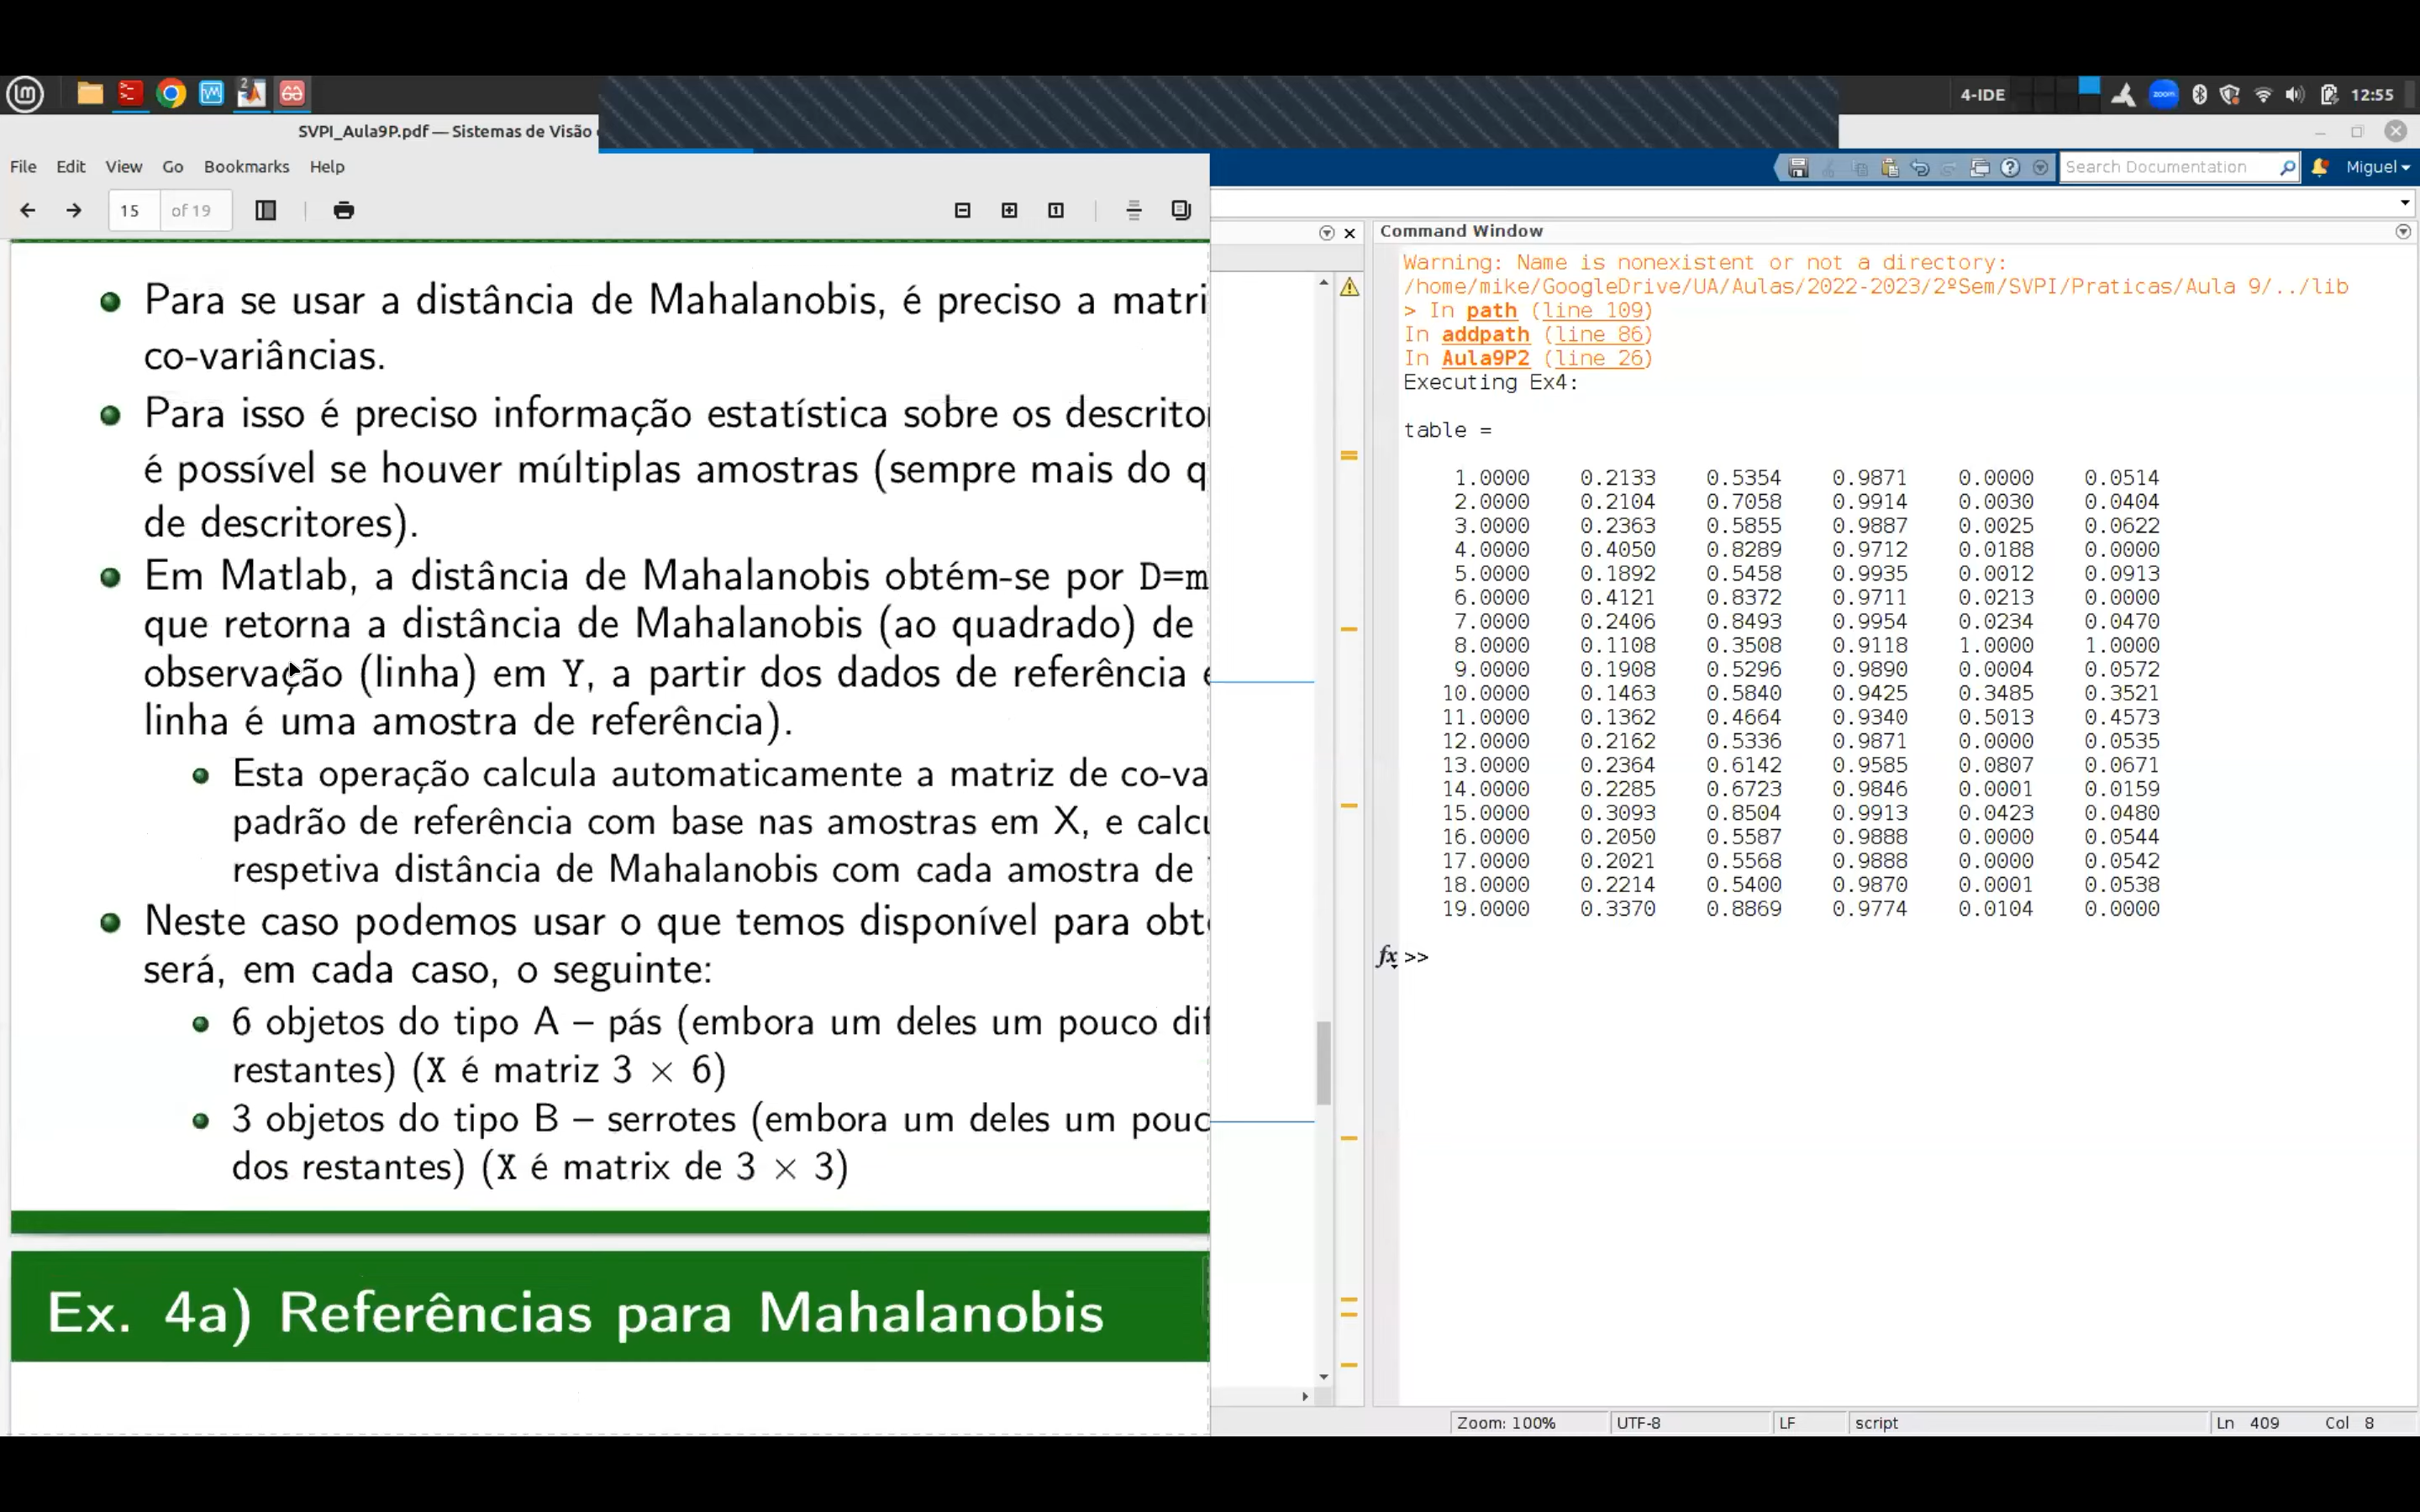 4-IDE
zoom
12:55
SVPI_Aula9P.pdf — Sistemas de Visão
File Edit View Go Bookmarks Help
Search Documentation
Miguel
15 of 19
Para se usar a distância de Mahalanobis, é preciso a matri
co-variâncias.
Para isso é preciso informação estatística sobre os descrito
é possível se houver múltiplas amostras (sempre mais do q
de descritores).
Em Matlab, a distância de Mahalanobis obtém-se por D=m
que retorna a distância de Mahalanobis (ao quadrado) de
observação (linha) em Y, a partir dos dados de referência e
linha é uma amostra de referência).
Esta operação calcula automaticamente a matriz de co-va
padrão de referência com base nas amostras em X, e calcu
respetiva distância de Mahalanobis com cada amostra de
Neste caso podemos usar o que temos disponível para obt
será, em cada caso, o seguinte:
6 objetos do tipo A – pás (embora um deles um pouco dif
restantes) (X é matriz 3 × 6)
3 objetos do tipo B – serrotes (embora um deles um pouc
dos restantes) (X é matrix de 3 × 3)
Ex. 4a) Referências para Mahalanobis
Command Window
Warning: Name is nonexistent or not a directory:
/home/mike/GoogleDrive/UA/Aulas/2022-2023/2ºSem/SVPI/Praticas/Aula 9/../lib
> In path (line 109)
In addpath (line 86)
In Aula9P2 (line 26)
Executing Ex4:
table =
1.0000 0.2133 0.5354 0.9871 0.0000 0.0514
2.0000 0.2104 0.7058 0.9914 0.0030 0.0404
3.0000 0.2363 0.5855 0.9887 0.0025 0.0622
4.0000 0.4050 0.8289 0.9712 0.0188 0.0000
5.0000 0.1892 0.5458 0.9935 0.0012 0.0913
6.0000 0.4121 0.8372 0.9711 0.0213 0.0000
7.0000 0.2406 0.8493 0.9954 0.0234 0.0470
8.0000 0.1108 0.3508 0.9118 1.0000 1.0000
9.0000 0.1908 0.5296 0.9890 0.0004 0.0572
10.0000 0.1463 0.5840 0.9425 0.3485 0.3521
11.0000 0.1362 0.4664 0.9340 0.5013 0.4573
12.0000 0.2162 0.5336 0.9871 0.0000 0.0535
13.0000 0.2364 0.6142 0.9585 0.0807 0.0671
14.0000 0.2285 0.6723 0.9846 0.0001 0.0159
15.0000 0.3093 0.8504 0.9913 0.0423 0.0480
16.0000 0.2050 0.5587 0.9888 0.0000 0.0544
17.0000 0.2021 0.5568 0.9888 0.0000 0.0542
18.0000 0.2214 0.5400 0.9870 0.0001 0.0538
19.0000 0.3370 0.8869 0.9774 0.0104 0.0000
fx >>
Zoom: 100% UTF-8 LF script Ln 409 Col 8